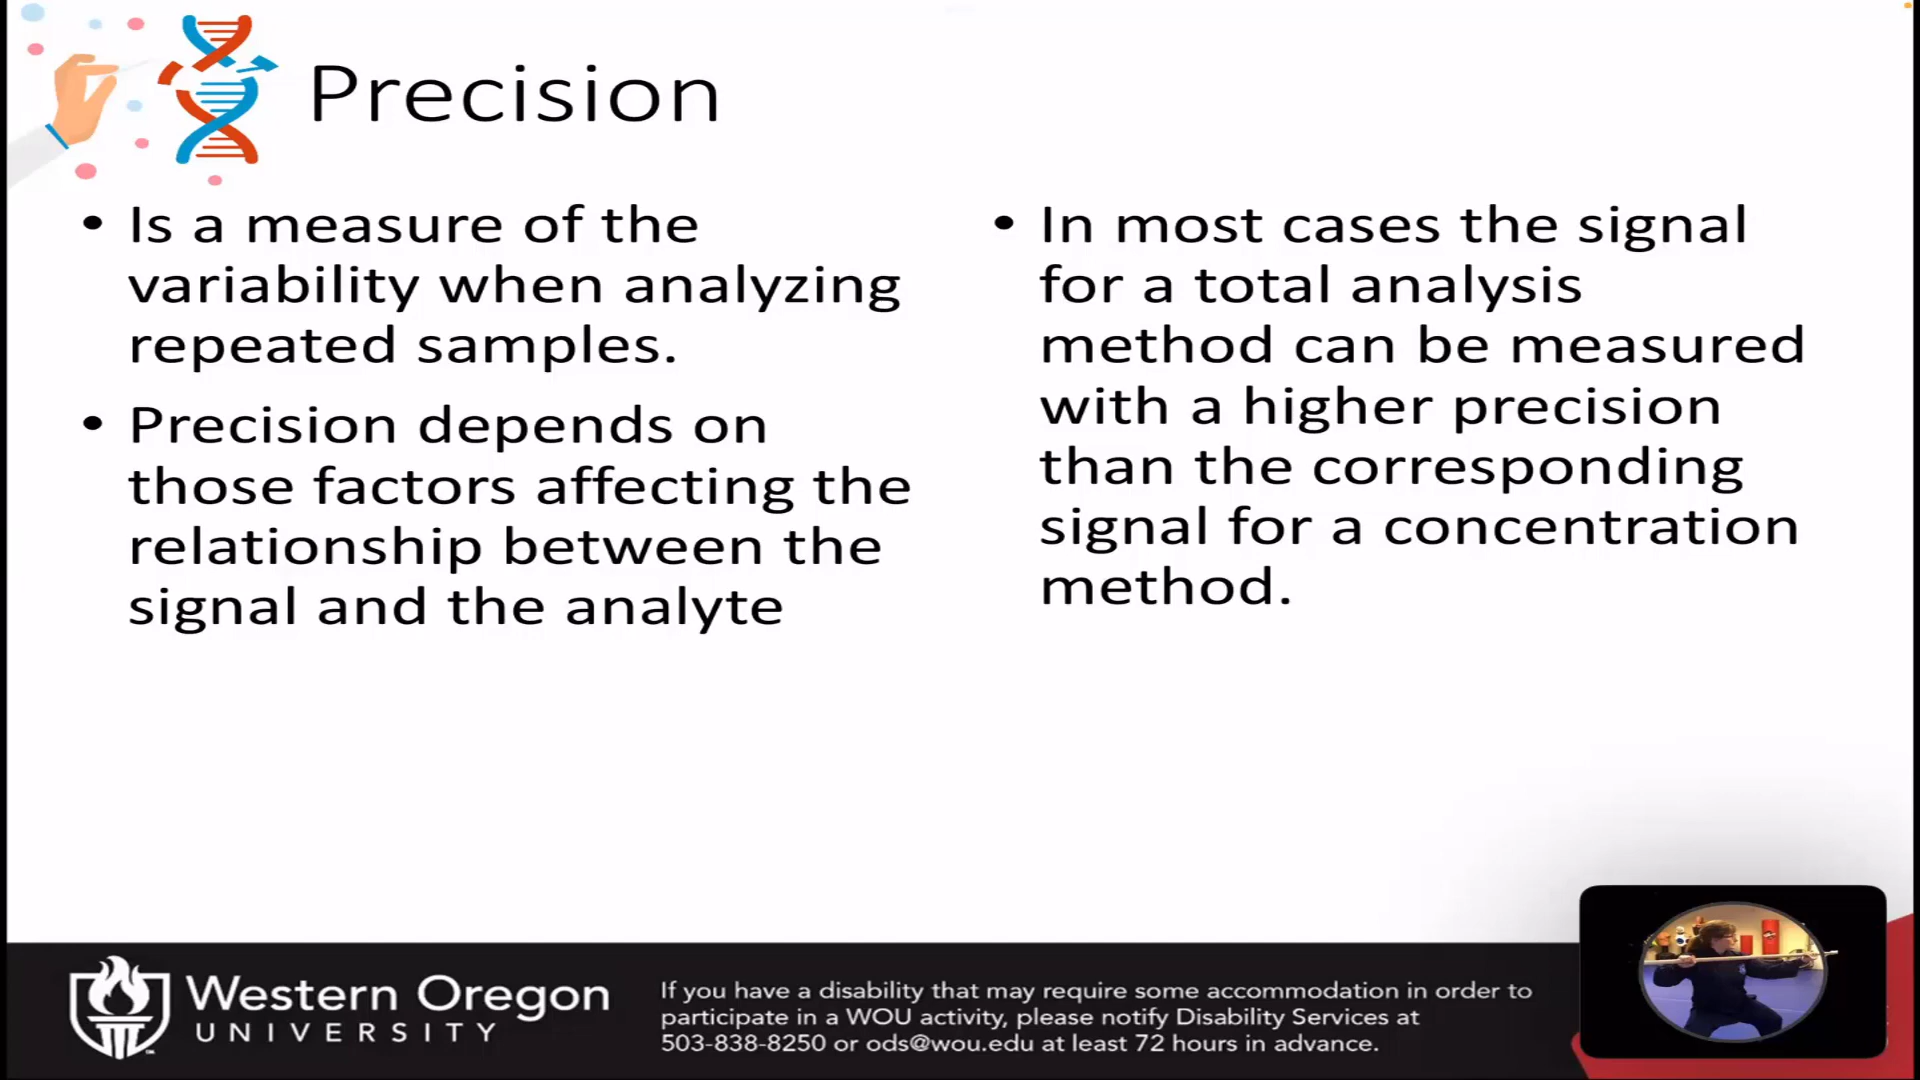 Precision
• Is a measure of the
variability when analyzing
repeated samples.
• Precision depends on
those factors affecting the
relationship between the
signal and the analyte
• In most cases the signal
for a total analysis
method can be measured
with a higher precision
than the corresponding
signal for a concentration
method.
Western Oregon
UNIVERSITY
If you have a disability that may require some accommodation in order to
participate in a WOU activity, please notify Disability Services at
503-838-8250 or ods@wou.edu at least 72 hours in advance.